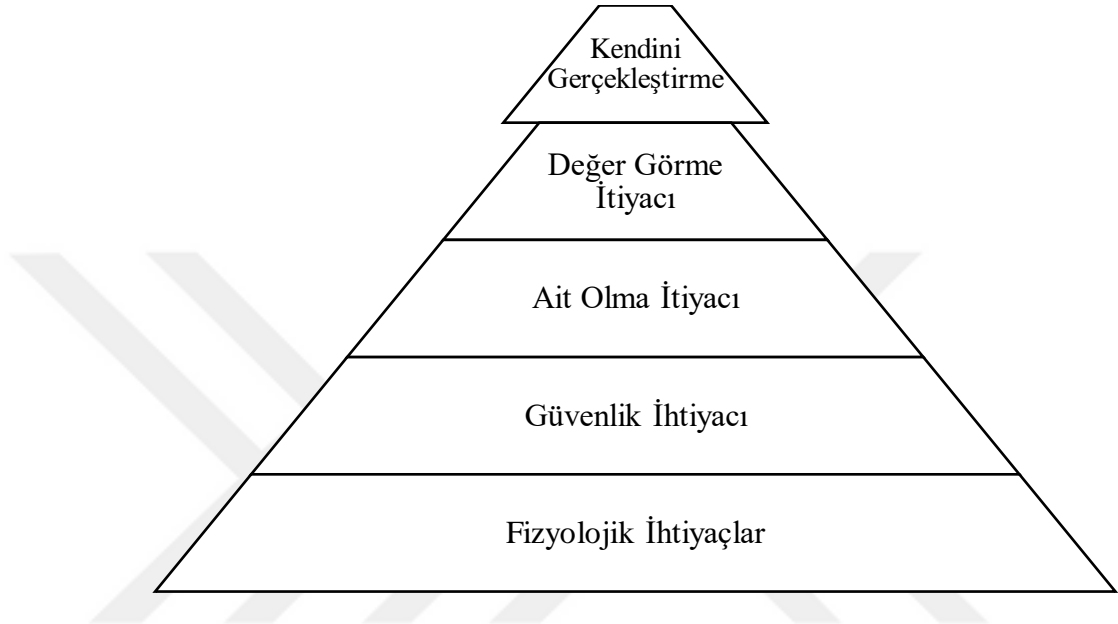 Kendini
Gerçekleştirme
Değer Görme
İtiyacı
Ait Olma İtiyacı
Güvenlik İhtiyacı
Fizyolojik İhtiyaçlar